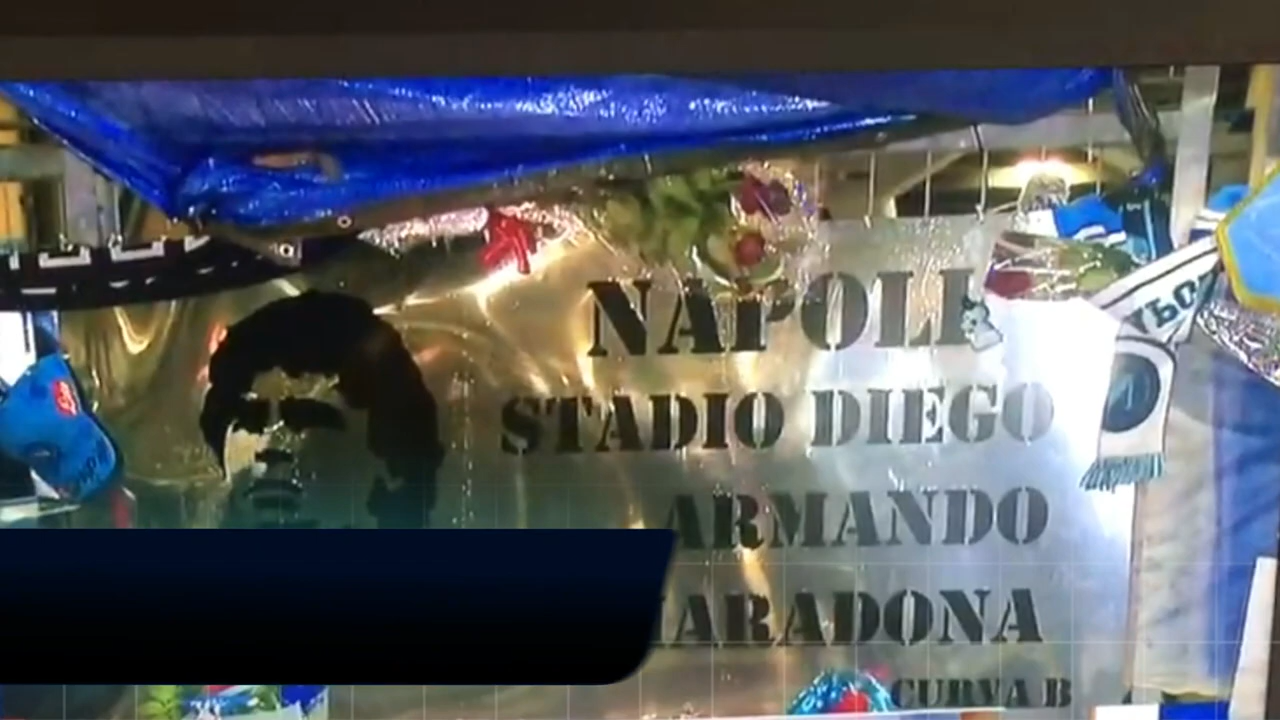 NAPOLI
STADIO DIEGO
ARMANDO
MARADONA
CURVA B